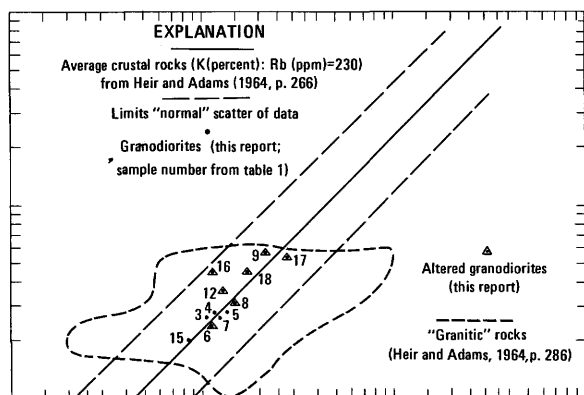 EXPLANATION
Average crustal rocks (K(percent): Rb (ppm)=230)
from Heir and Adams (1964, p. 266)
Limits "normal" scatter of data
Granodiorites (this report;
sample number from table 1)
9
17
16
18
12
8
4
3
5
7
15
6
Altered granodiorites
(this report)
"Granitic" rocks
(Heir and Adams, 1964, p. 286)